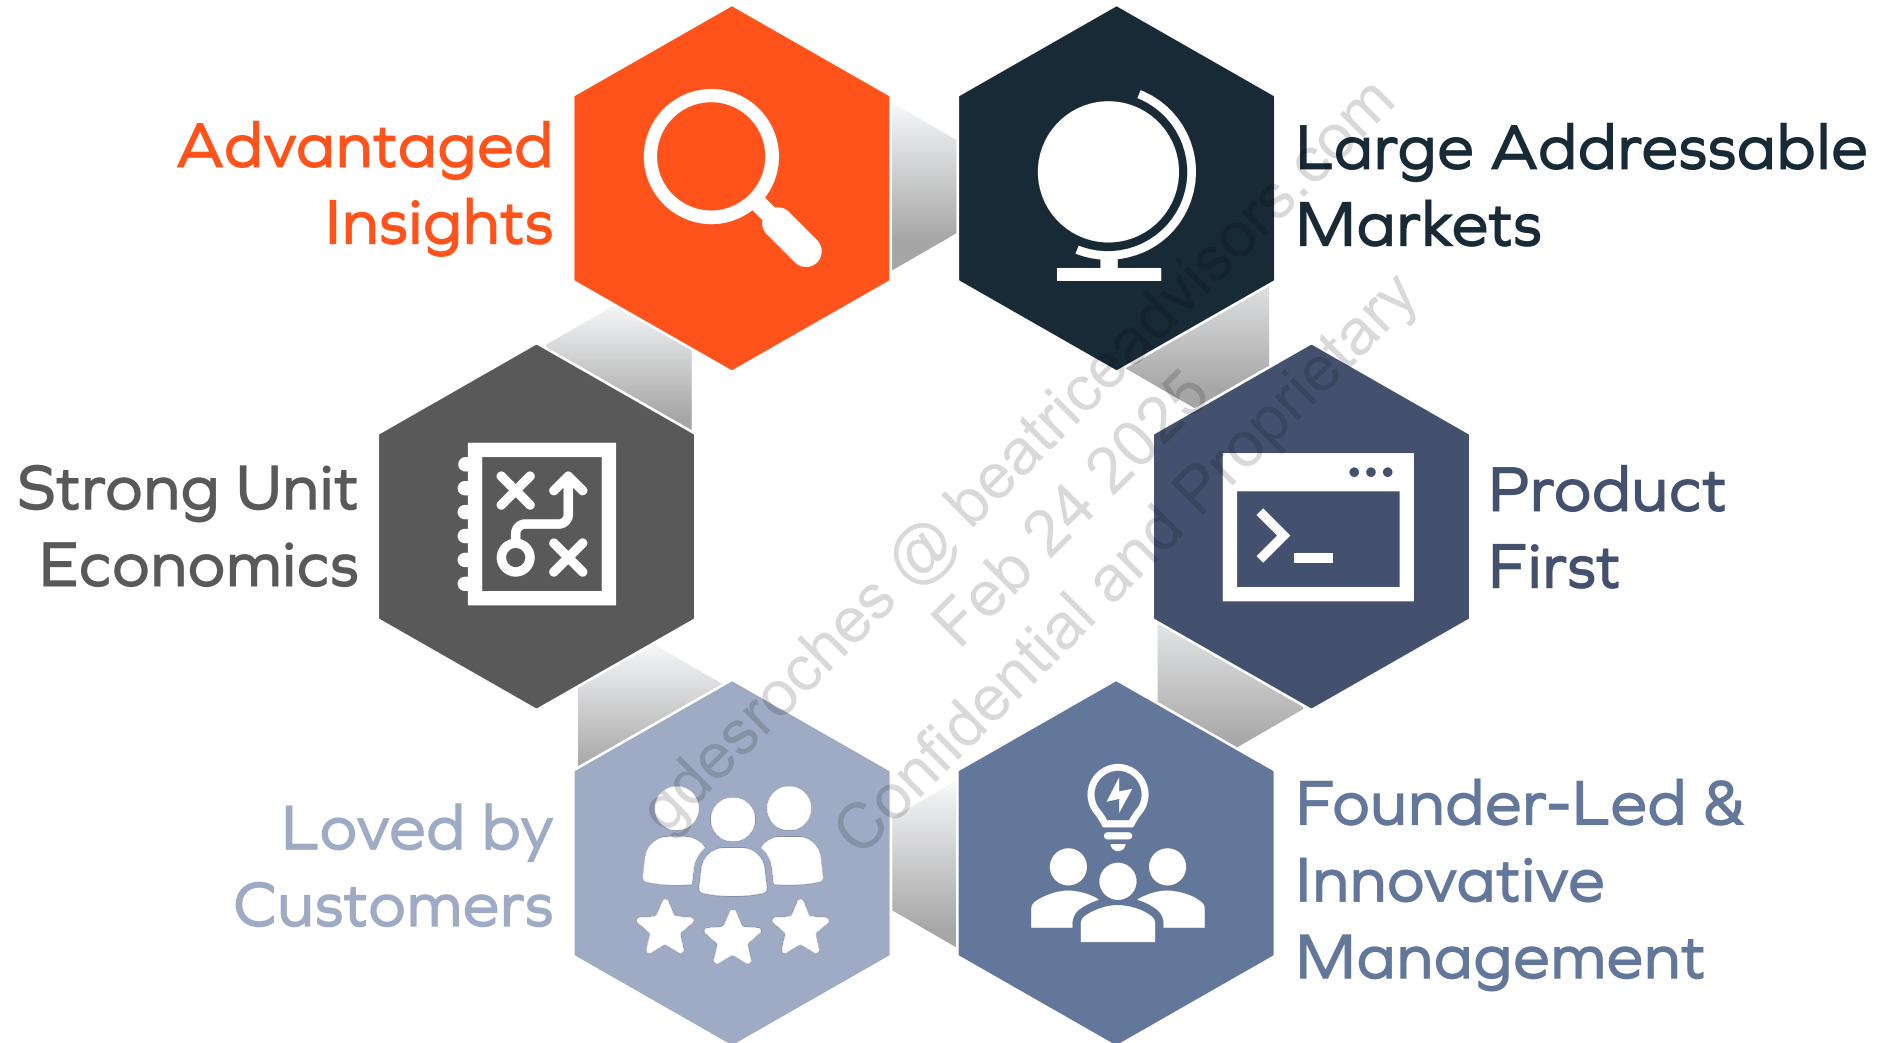 Advantaged
Insights
Large Addressable
Markets
Strong Unit
Economics
Product
First
Loved by
Customers
Founder-Led &
Innovative
Management
gdesroches @ beatriceadvisors.com
Feb 24 2025
Confidential and Proprietary